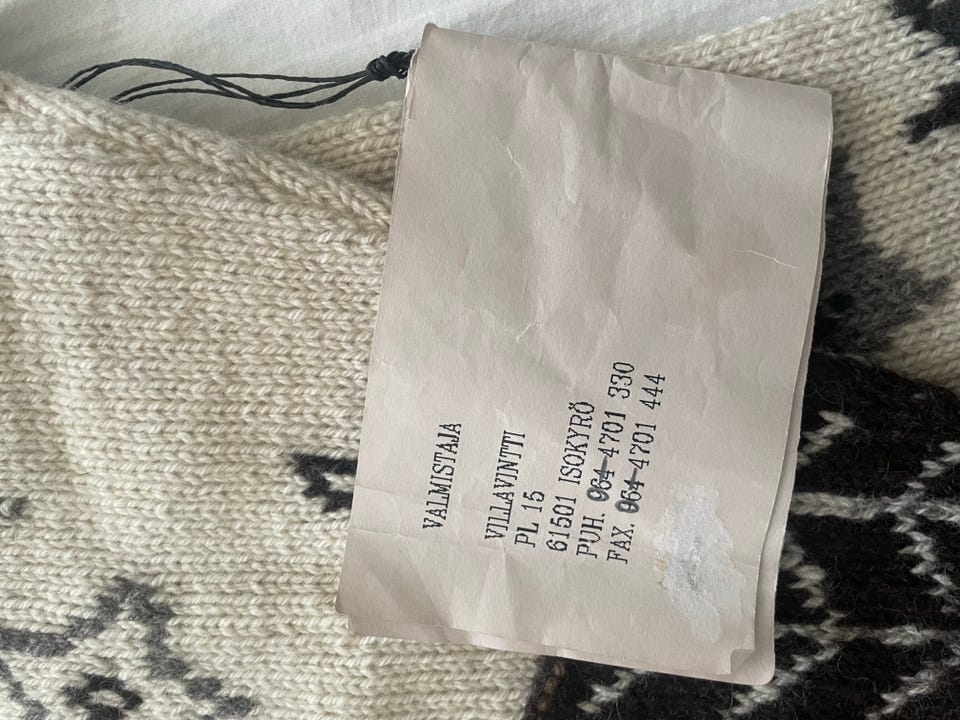 VALMISTAJA
VILLAVINTTI
PL 15
61501 ISOKYRÖ
PUH. 964-4701 330
FAX. 964-4701 444